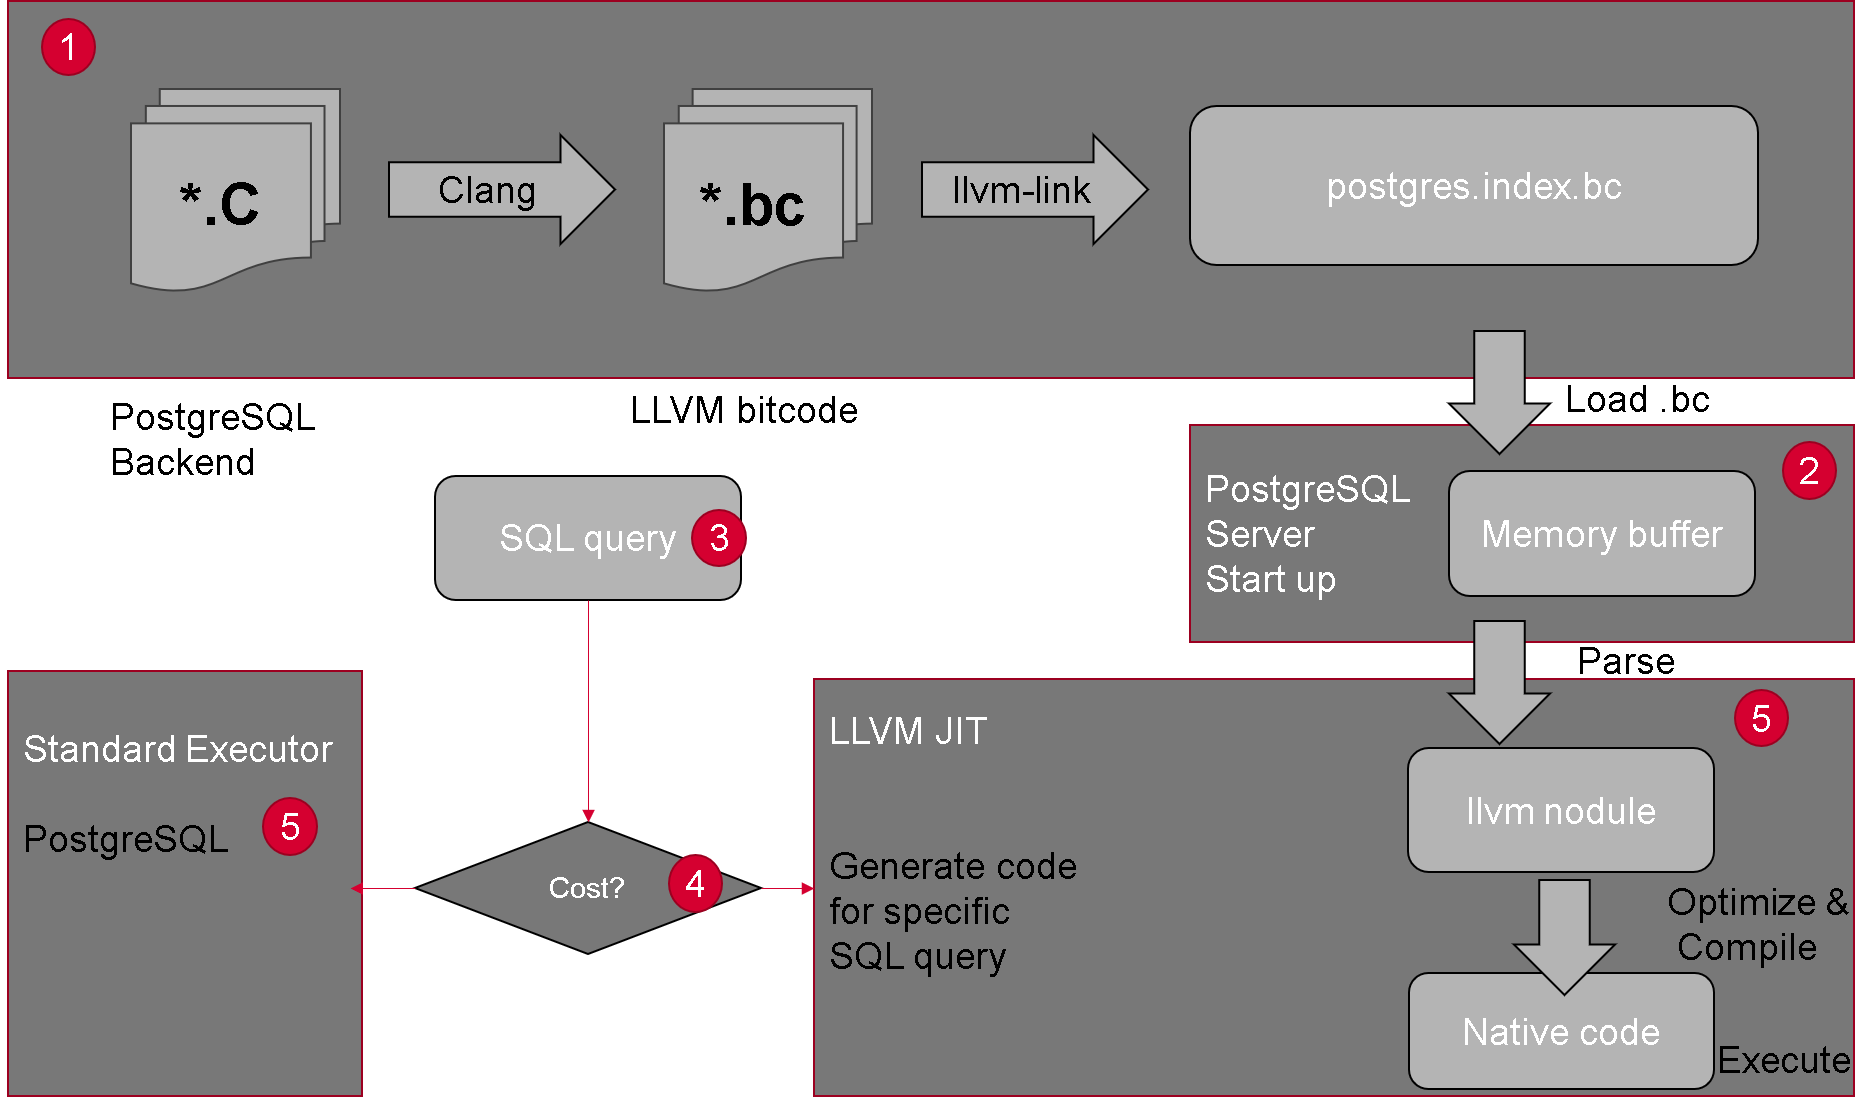 1
*.C
Clang
*.bc
llvm-link
postgres.index.bc
PostgreSQL
Backend
LLVM bitcode
Load .bc
SQL query
3
PostgreSQL
Server
Start up
Memory buffer
2
Parse
Standard Executor
PostgreSQL
5
Cost?
4
LLVM JIT
Generate code
for specific
SQL query
5
llvm nodule
Optimize &
Compile
Native code
Execute